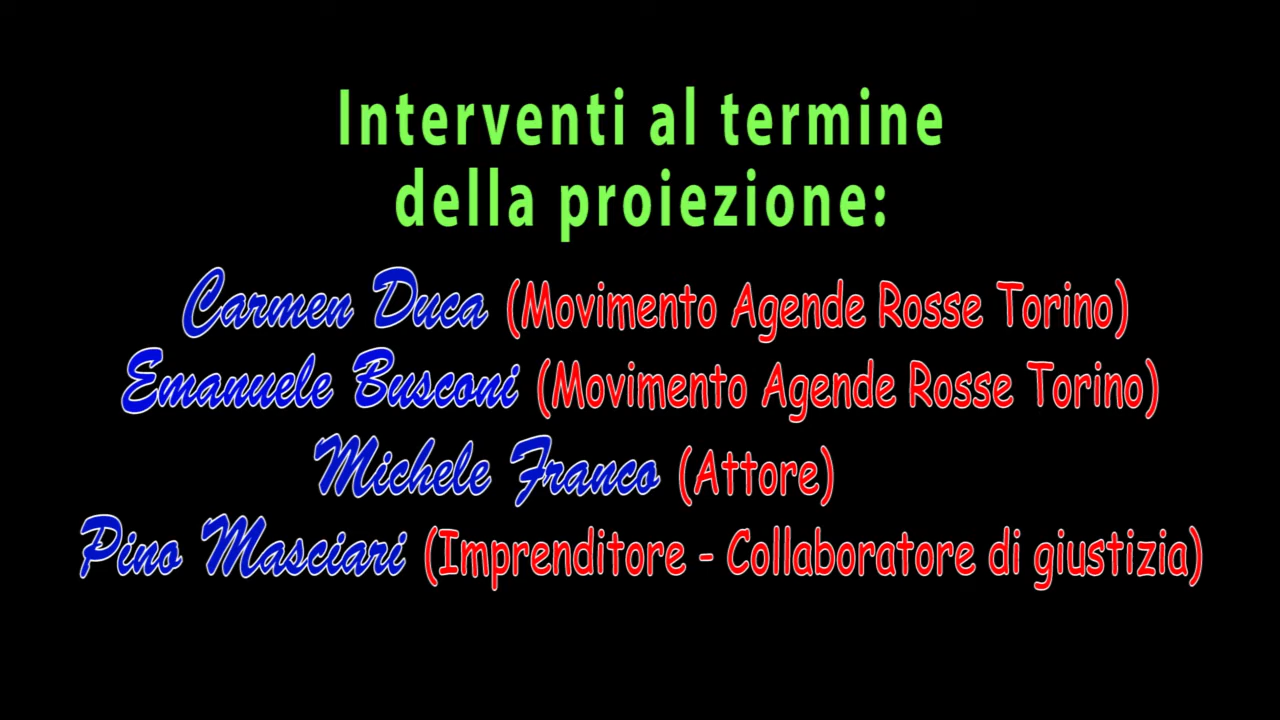 Interventi al termine
della proiezione:
Carmen Duca (Movimento Agende Rosse Torino)
Emanuele Busconi (Movimento Agende Rosse Torino)
Michele Franco (Attore)
Pino Masciari (Imprenditore - Collaboratore di giustizia)